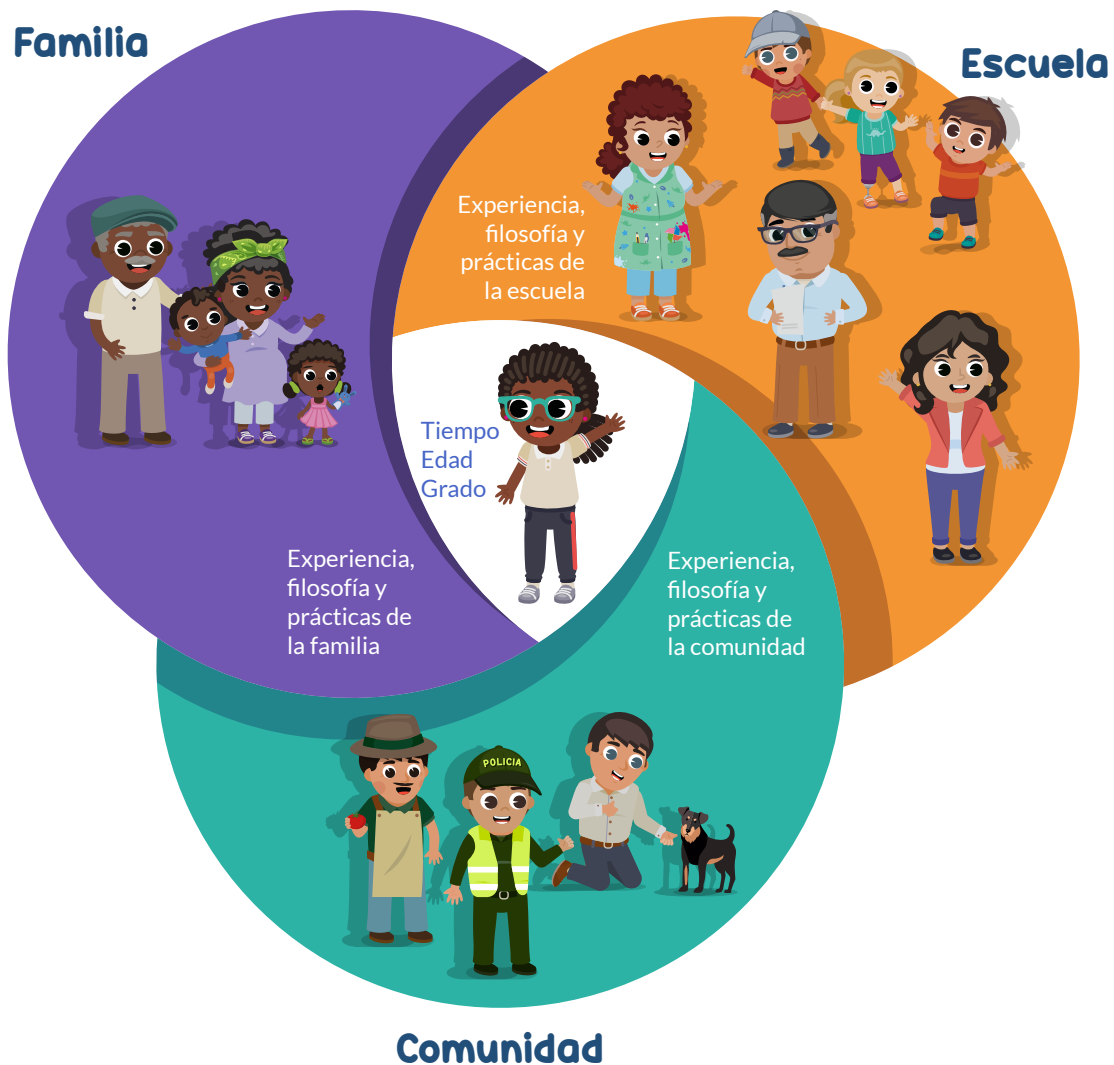 Familia
Escuela
Experiencia,
filosofía y
prácticas de
la escuela
Tiempo
Edad
Grado
Experiencia,
filosofía y
prácticas de
la familia
Experiencia,
filosofía y
prácticas de
la comunidad
POLICIA
Comunidad